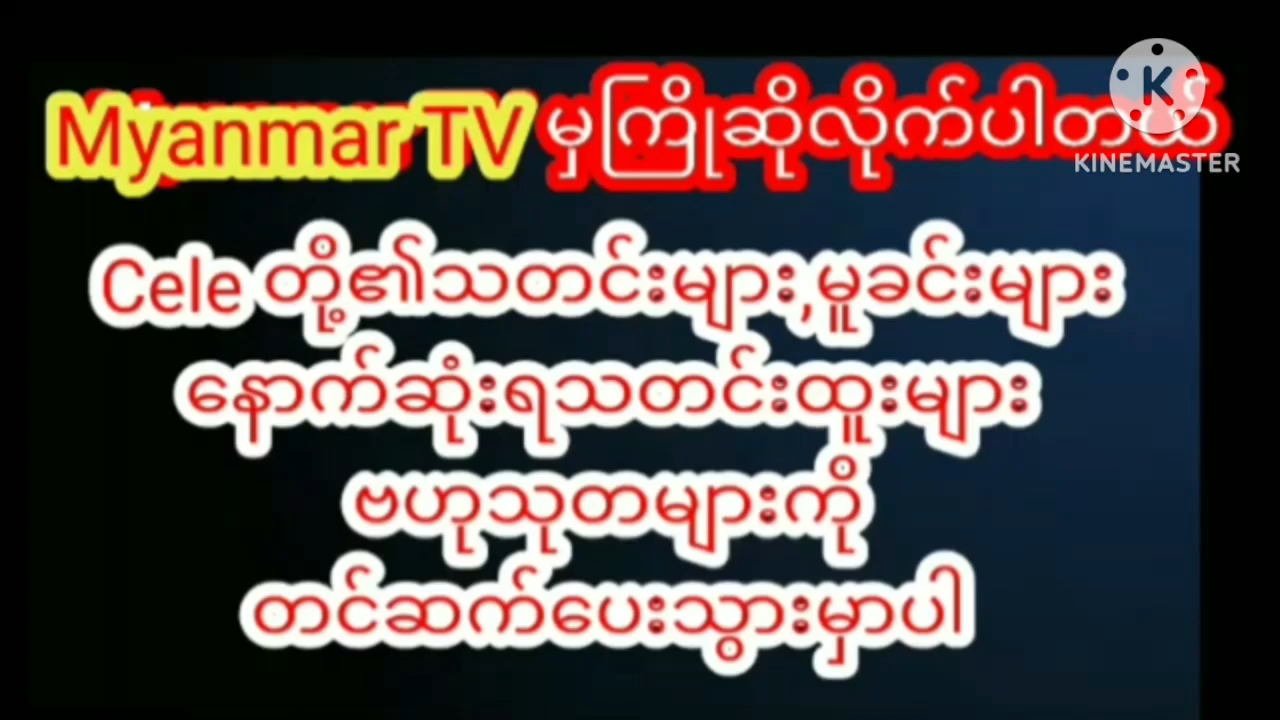 Myanmar TV မှကြိုဆိုလိုက်ပါတယ်
K
KINEMASTER
Cele တို့၏သတင်းများ,မူခင်းများ
နောက်ဆုံးရသတင်းထူးများ
ဗဟုသုတများကို
တင်ဆက်ပေးသွားမှာပါ